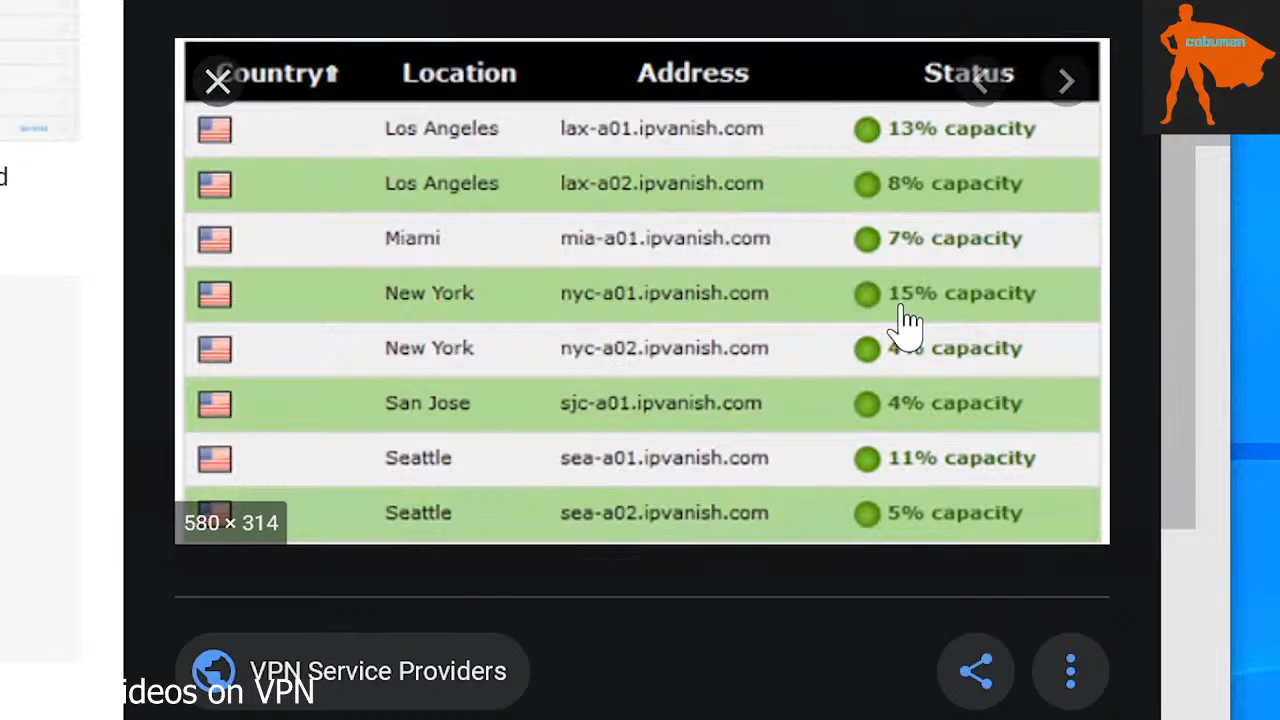 cobuman
Country⬆ Location Address Status
Los Angeles lax-a01.ipvanish.com 13% capacity
Los Angeles lax-a02.ipvanish.com 8% capacity
Miami mia-a01.ipvanish.com 7% capacity
New York nyc-a01.ipvanish.com 15% capacity
New York nyc-a02.ipvanish.com 4% capacity
San Jose sjc-a01.ipvanish.com 4% capacity
Seattle sea-a01.ipvanish.com 11% capacity
Seattle sea-a02.ipvanish.com 5% capacity
580 × 314
VPN Service Providers
ideos on VPN
d